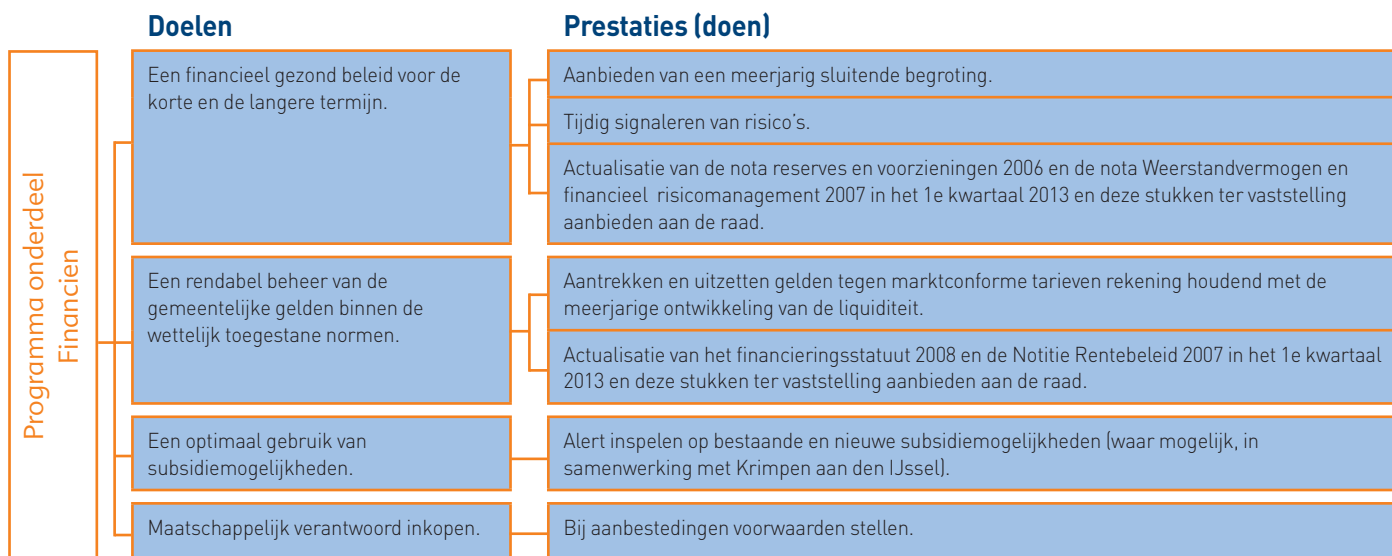 Doelen
Prestaties (doen)
Programma onderdeel
Financien
Een financieel gezond beleid voor de
korte en de langere termijn.
Aanbieden van een meerjarig sluitende begroting.
Tijdig signaleren van risico's.
Actualisatie van de nota reserves en voorzieningen 2006 en de nota Weerstandvermogen en
financieel risicomanagement 2007 in het 1e kwartaal 2013 en deze stukken ter vaststelling
aanbieden aan de raad.
Een rendabel beheer van de
gemeentelijke gelden binnen de
wettelijk toegestane normen.
Aantrekken en uitzetten gelden tegen marktconforme tarieven rekening houdend met de
meerjarige ontwikkeling van de liquiditeit.
Actualisatie van het financieringsstatuut 2008 en de Notitie Rentebeleid 2007 in het 1e kwartaal
2013 en deze stukken ter vaststelling aanbieden aan de raad.
Een optimaal gebruik van
subsidiemogelijkheden.
Alert inspelen op bestaande en nieuwe subsidiemogelijkheden (waar mogelijk, in
samenwerking met Krimpen aan den IJssel).
Maatschappelijk verantwoord inkopen.
Bij aanbestedingen voorwaarden stellen.